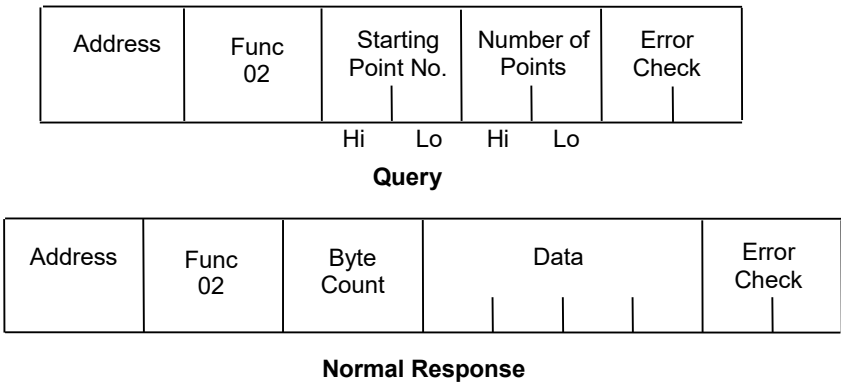 Address
Func
02
Starting
Point No.
Number of
Points
Error
Check
Hi Lo Hi Lo
Query
Address
Func
02
Byte
Count
Data
Error
Check
Normal Response